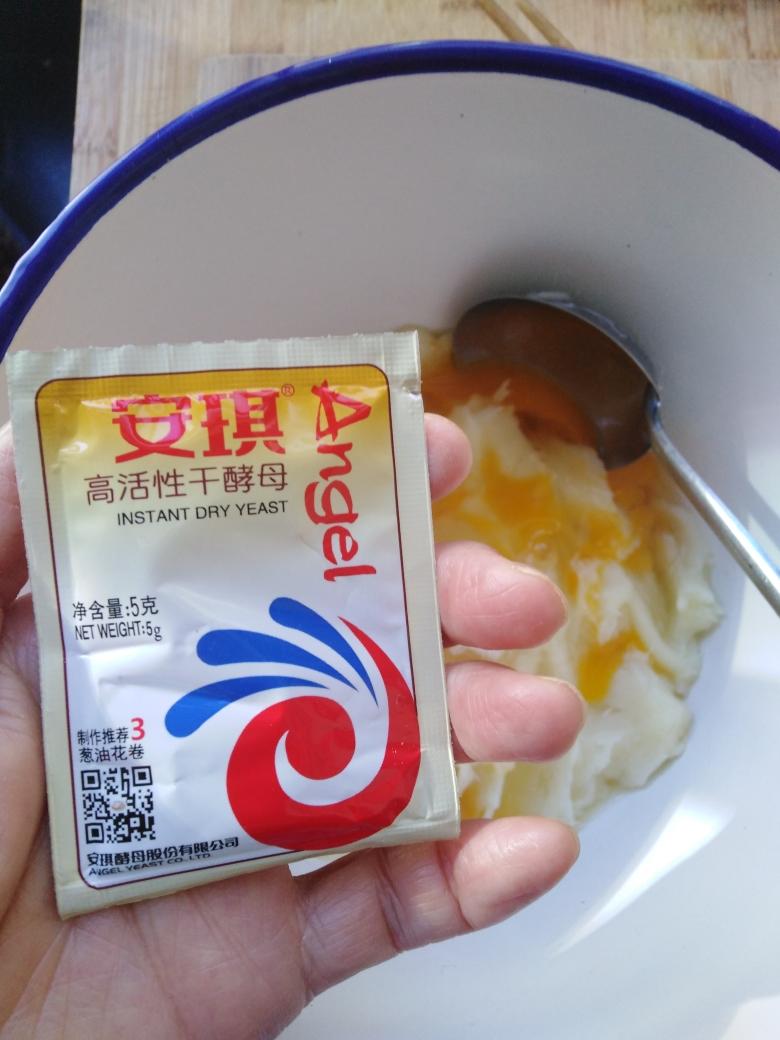 安琪®
Angel
高活性干酵母
INSTANT DRY YEAST
净含量:5克
NET WEIGHT:5g
制作推荐3
葱油花卷
安琪酵母股份有限公司
ANGEL YEAST CO., LTD.